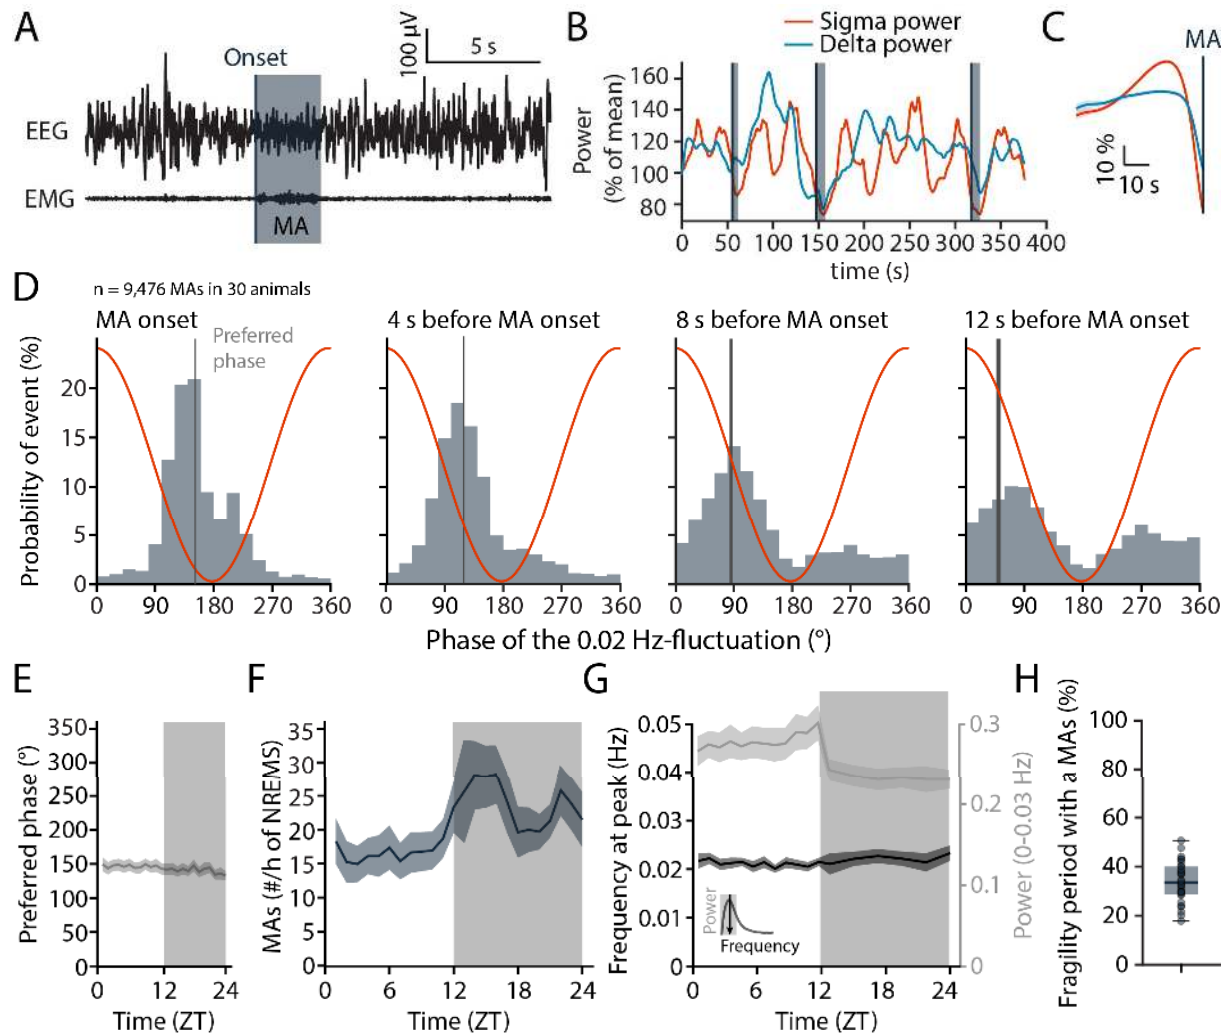 A
Onset
100 µV
5 s
EEG
EMG
MA
B
Sigma power
Delta power
Power
(% of mean)
160
140
120
100
80
0 50 100 150 200 250 300 350 400
time (s)
C
MA
10 %
10 s
D
n = 9,476 MAs in 30 animals
MA onset
Preferred
phase
4 s before MA onset
8 s before MA onset
12 s before MA onset
Probability of event (%)
20
15
10
5
0
0 90 180 270 360
0 90 180 270 360
0 90 180 270 360
0 90 180 270 360
Phase of the 0.02 Hz-fluctuation (°)
E
Preferred phase (°)
350
300
250
200
150
100
50
0
0 12 24
Time (ZT)
F
MAs (#/h of NREMS)
35
30
25
20
15
10
5
0
0 6 12 18 24
Time (ZT)
G
Frequency at peak (Hz)
0.05
0.04
0.03
0.02
0.01
0
Power
Frequency
0 6 12 18 24
Time (ZT)
0.3
0.2
0.1
0
Power (0-0.03 Hz)
H
Fragility period with a MAs (%)
100
80
60
40
20
0